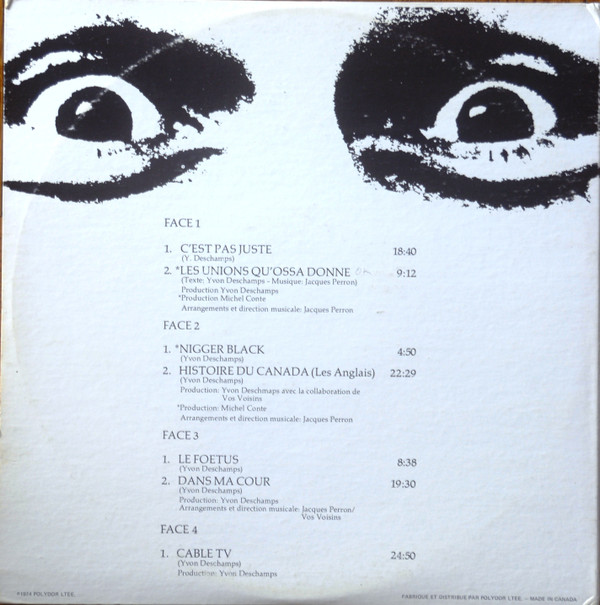 FACE 1
1. C'EST PAS JUSTE 18:40
(Y. Deschamps)
2. *LES UNIONS QU'OSSA DONNE 9:12
(Texte: Yvon Deschamps - Musique: Jacques Perron)
Production Yvon Deschamps
*Production Michel Conte
Arrangements et direction musicale: Jacques Perron
FACE 2
1. *NIGGER BLACK 4:50
(Yvon Deschamps)
2. HISTOIRE DU CANADA (Les Anglais) 22:29
(Yvon Deschamps)
Production: Yvon Deschmaps avec la collaboration de
Vos Voisins
*Production: Michel Conte
Arrangements et direction musicale: Jacques Perron
FACE 3
1. LE FOETUS 8:38
(Yvon Deschamps)
2. DANS MA COUR 19:30
(Yvon Deschamps)
Production: Yvon Deschamps
Arrangements et direction musicale: Jacques Perron/
Vos Voisins
FACE 4
1. CABLE TV 24:50
(Yvon Deschamps)
Production: Yvon Deschamps
℗1974 POLYDOR LTEE. FABRIQUE ET DISTRIBUE PAR POLYDOR LTEE. – MADE IN CANADA